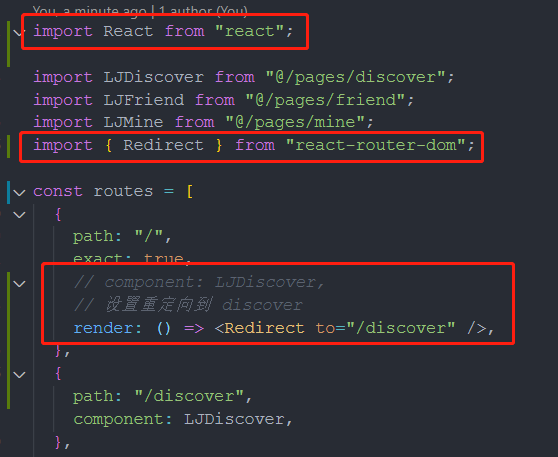 You, a minute ago | 1 author (You)
import React from "react";
import LJDiscover from "@/pages/discover";
import LJFriend from "@/pages/friend";
import LJMine from "@/pages/mine";
import { Redirect } from "react-router-dom";
const routes = [
{
path: "/",
exact: true,
// component: LJDiscover,
// 设置重定向到 discover
render: () => <Redirect to="/discover" />,
},
{
path: "/discover",
component: LJDiscover,
},